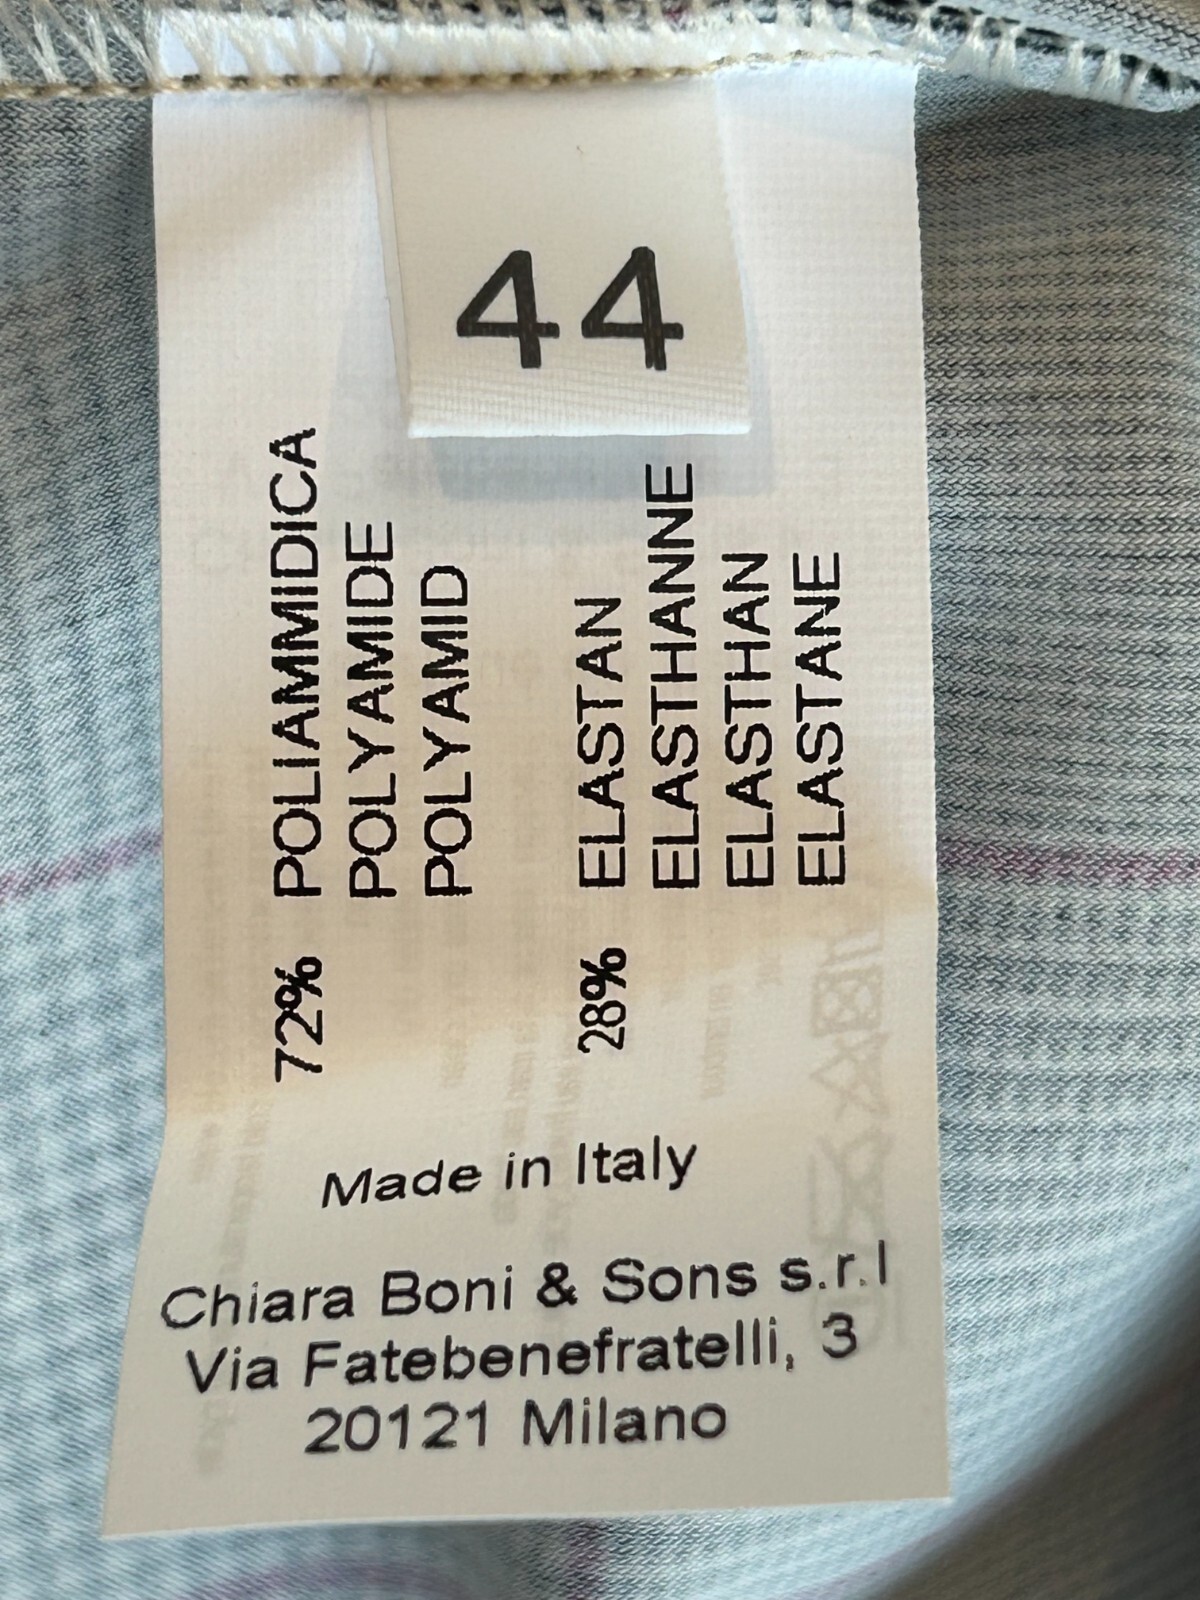 44
72% POLIAMMIDICA
POLYAMIDE
POLYAMID
28% ELASTAN
ELASTHANNE
ELASTHAN
ELASTANE
Made in Italy
Chiara Boni & Sons s.r.l
Via Fatebenefratelli, 3
20121 Milano